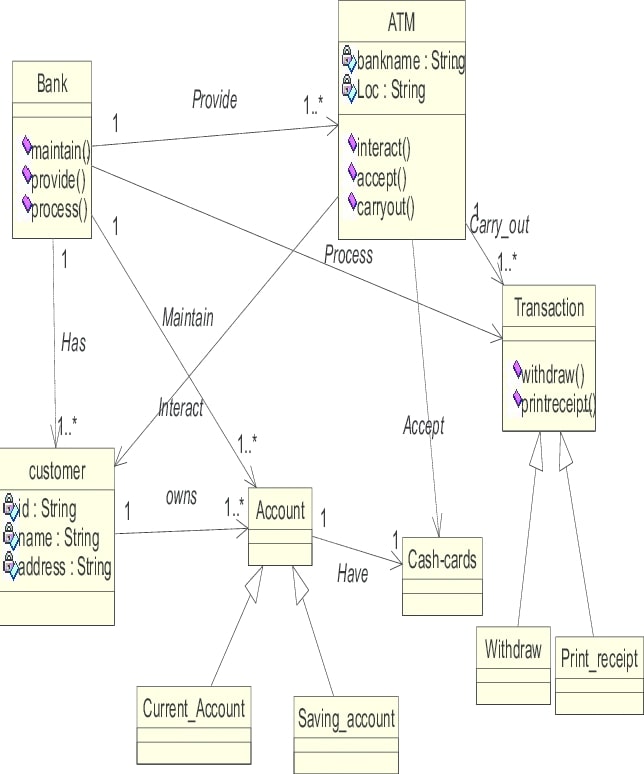 ATM
bankname : String
Loc : String
interact()
accept()
carryout()
Bank
maintain()
provide()
process()
Provide
1
1..*
1
1
Process
1
Carry_out
1..*
Transaction
withdraw()
printreceipt()
Has
Maintain
Interact
1..*
1..*
Accept
customer
id : String
name : String
address : String
1
owns
1..*
Account
1
Have
1
Cash-cards
Current_Account
Saving_account
Withdraw
Print_receipt